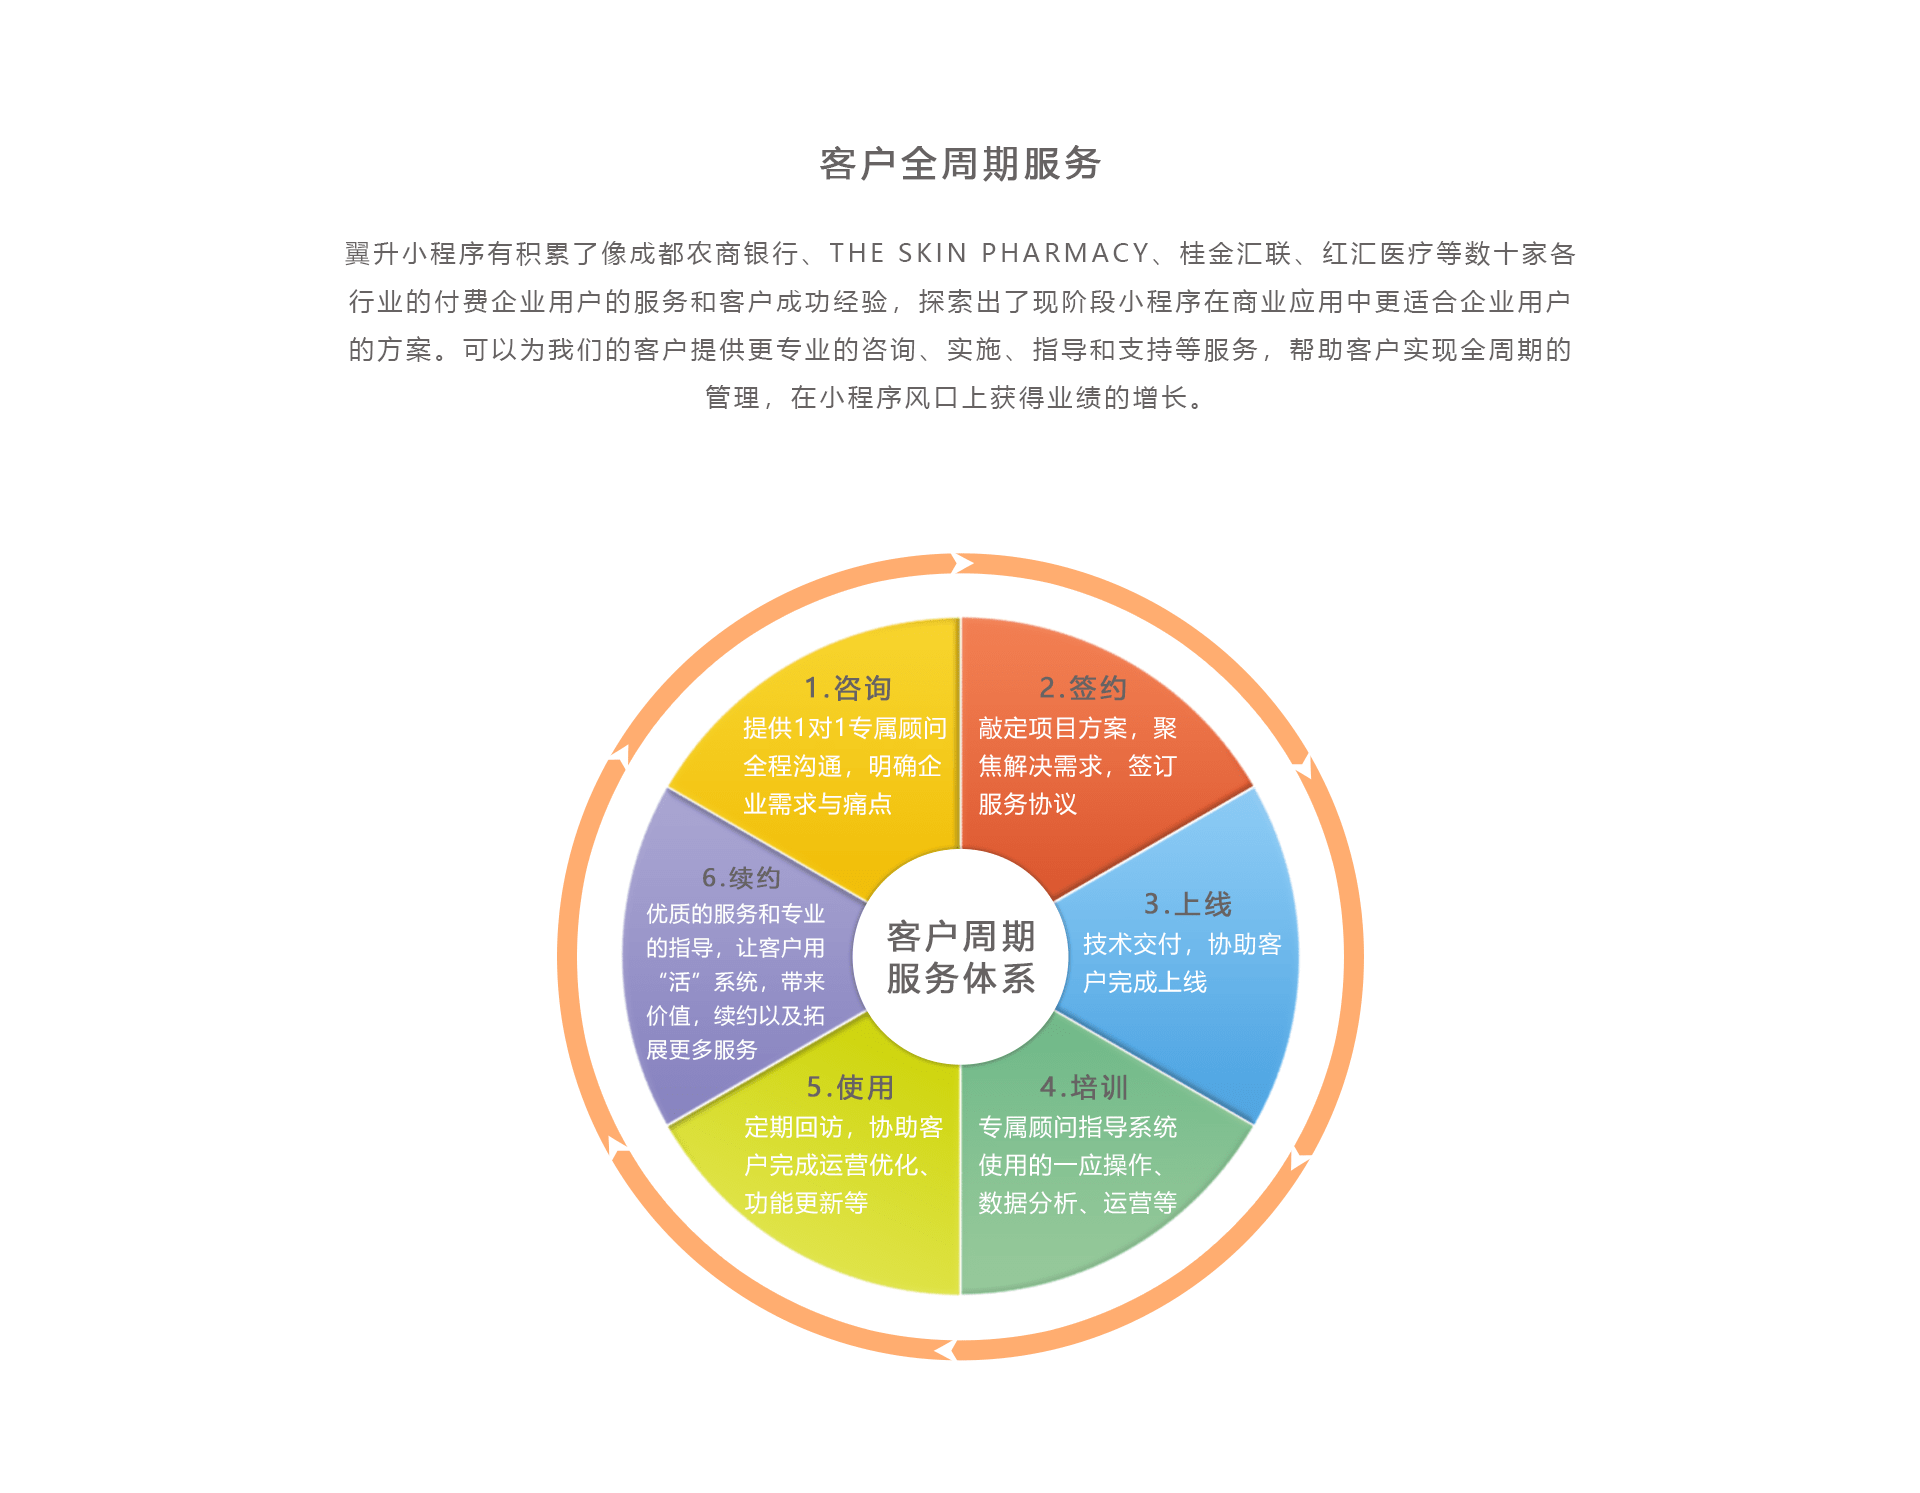 客户全周期服务
翼升小程序有积累了像成都农商银行、THE SKIN PHARMACY、桂金汇联、红汇医疗等数十家各
行业的付费企业用户的服务和客户成功经验，探索出了现阶段小程序在商业应用中更适合企业用户
的方案。可以为我们的客户提供更专业的咨询、实施、指导和支持等服务，帮助客户实现全周期的
管理，在小程序风口上获得业绩的增长。
1.咨询
提供1对1专属顾问
全程沟通，明确企
业需求与痛点
2.签约
敲定项目方案，聚
焦解决需求，签订
服务协议
3.上线
技术交付，协助客
户完成上线
4.培训
专属顾问指导系统
使用的一应操作、
数据分析、运营等
5.使用
定期回访，协助客
户完成运营优化、
功能更新等
6.续约
优质的服务和专业
的指导，让客户用
“活”系统，带来
价值，续约以及拓
展更多服务
客户周期
服务体系